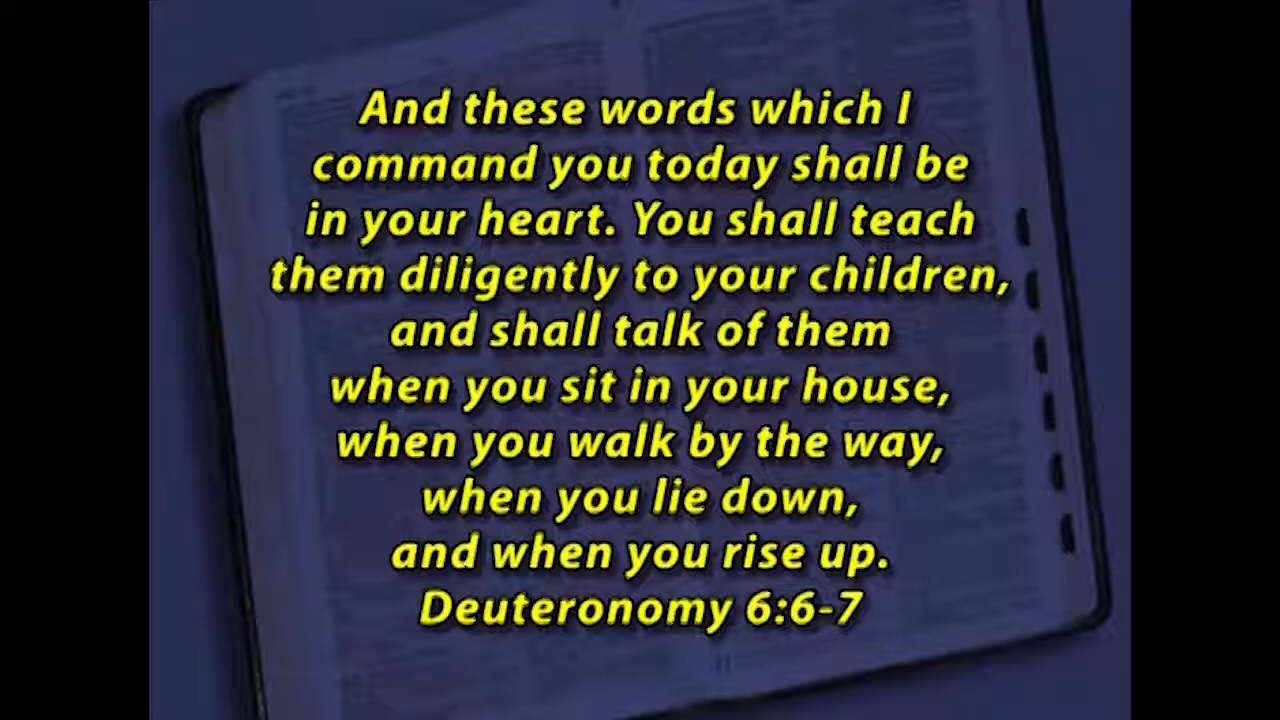 And these words which I
command you today shall be
in your heart. You shall teach
them diligently to your children,
and shall talk of them
when you sit in your house,
when you walk by the way,
when you lie down,
and when you rise up.
Deuteronomy 6:6-7